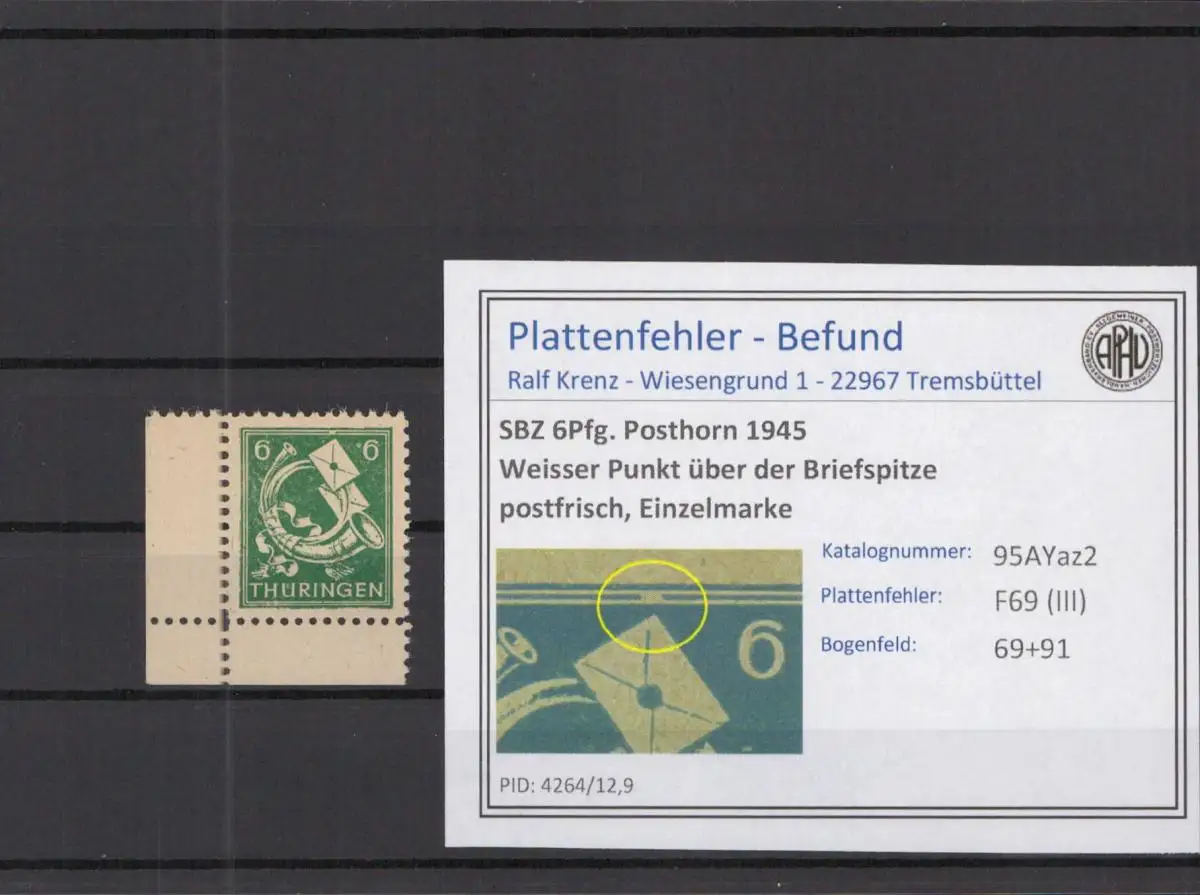 6 6
THÜRINGEN
Plattenfehler - Befund
Ralf Krenz - Wiesengrund 1 - 22967 Tremsbüttel
APHV
SBZ 6Pfg. Posthorn 1945
Weisser Punkt über der Briefspitze
postfrisch, Einzelmarke
6
Katalognummer: 95AYaz2
Plattenfehler: F69 (III)
Bogenfeld: 69+91
PID: 4264/12,9